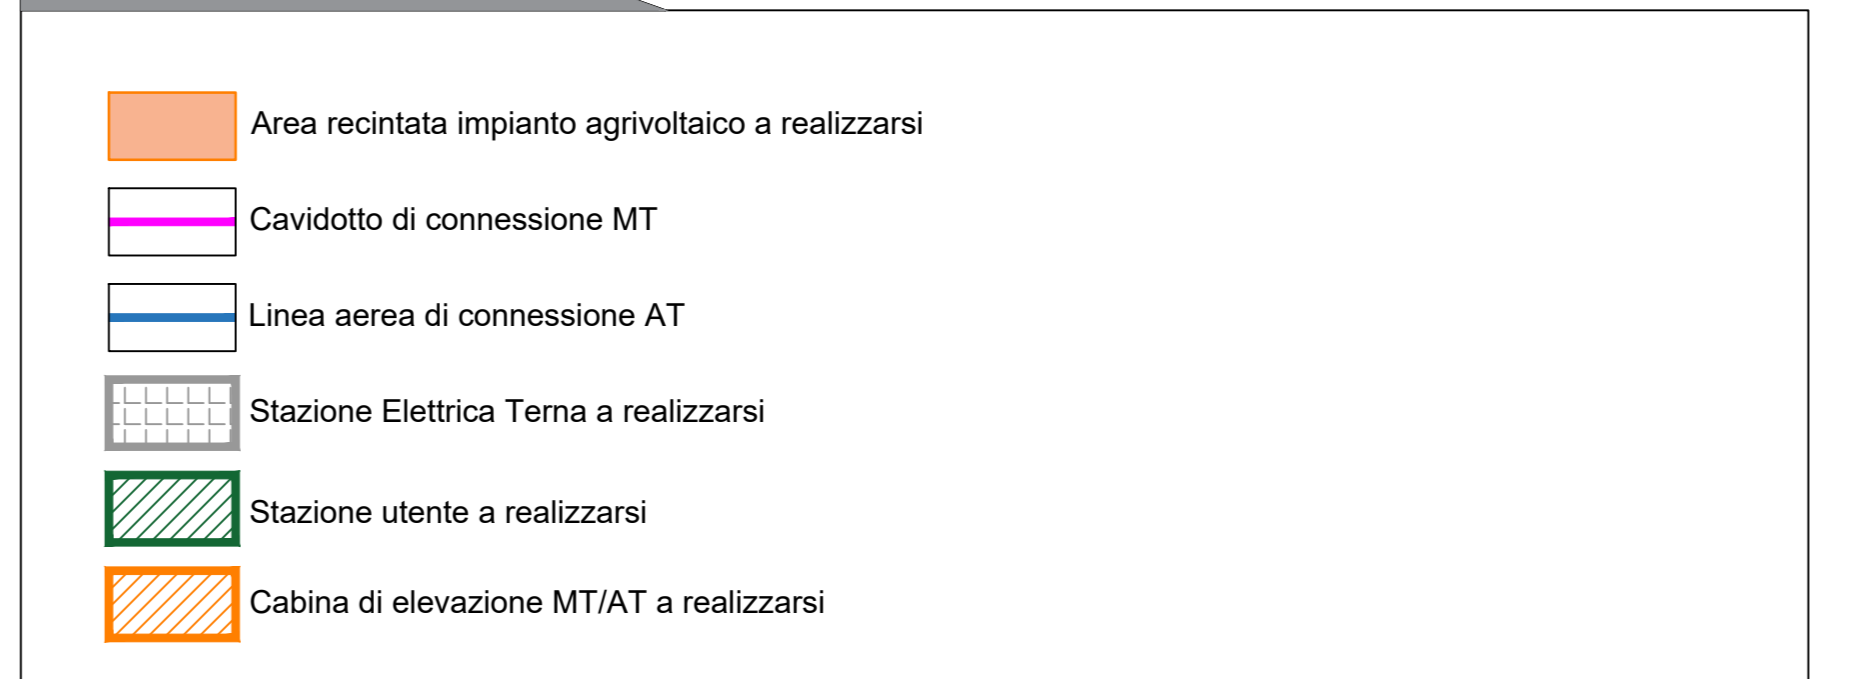 Area recintata impianto agrivoltaico a realizzarsi
Cavidotto di connessione MT
Linea aerea di connessione AT
Stazione Elettrica Terna a realizzarsi
Stazione utente a realizzarsi
Cabina di elevazione MT/AT a realizzarsi